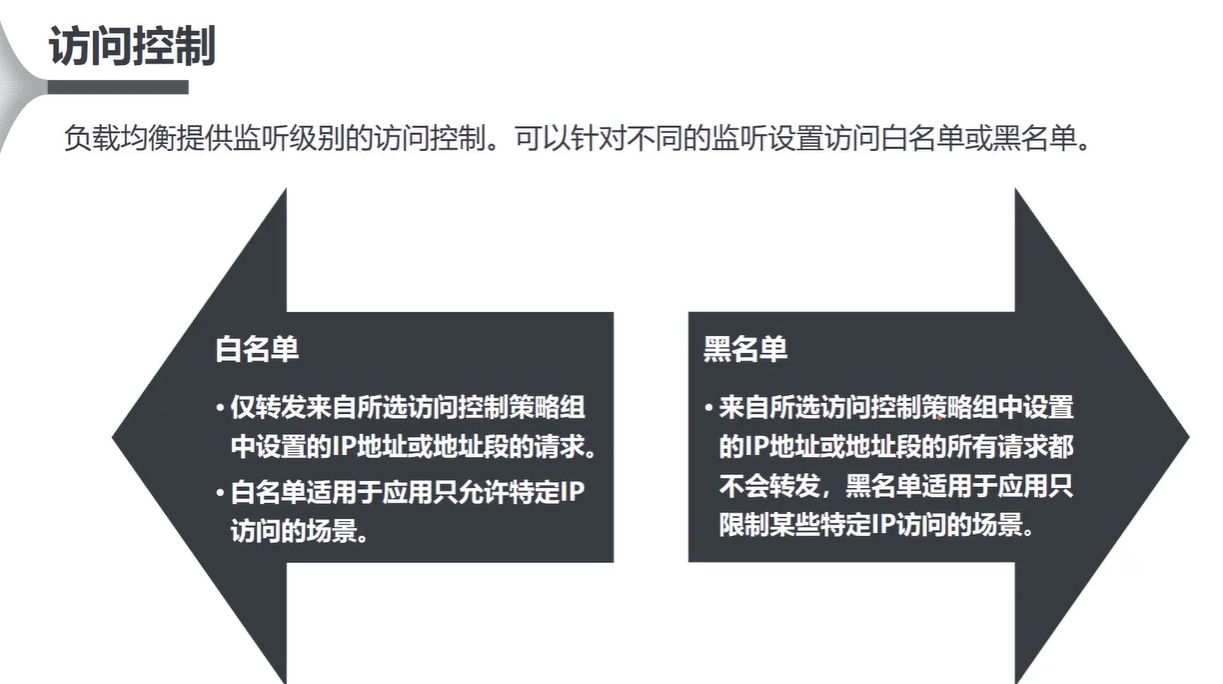 访问控制
负载均衡提供监听级别的访问控制。可以针对不同的监听设置访问白名单或黑名单。
白名单
• 仅转发来自所选访问控制策略组
中设置的IP地址或地址段的请求。
• 白名单适用于应用只允许特定IP
访问的场景。
黑名单
• 来自所选访问控制策略组中设置
的IP地址或地址段的所有请求都
不会转发，黑名单适用于应用只
限制某些特定IP访问的场景。